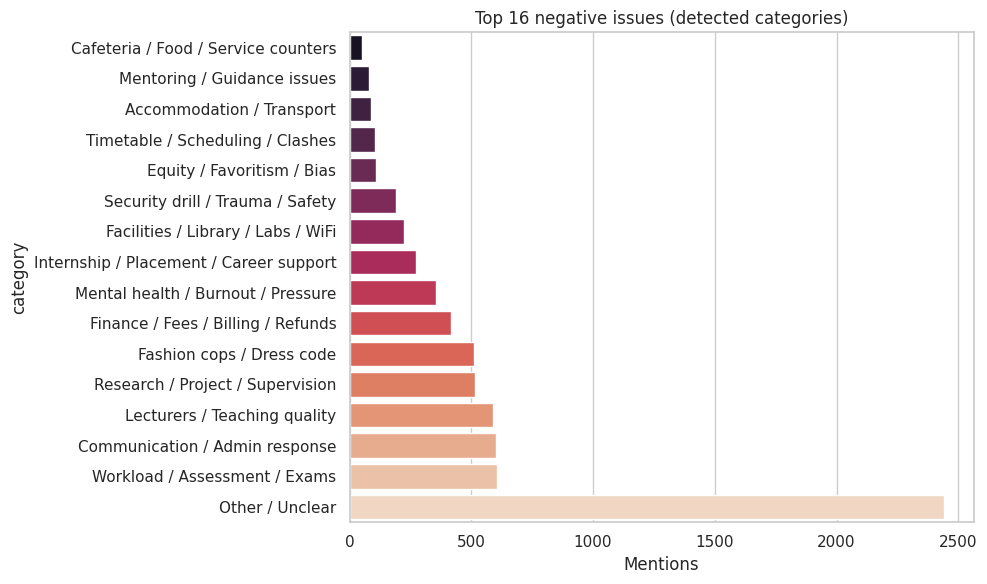 Top 16 negative issues (detected categories)
category
Cafeteria / Food / Service counters
Mentoring / Guidance issues
Accommodation / Transport
Timetable / Scheduling / Clashes
Equity / Favoritism / Bias
Security drill / Trauma / Safety
Facilities / Library / Labs / WiFi
Internship / Placement / Career support
Mental health / Burnout / Pressure
Finance / Fees / Billing / Refunds
Fashion cops / Dress code
Research / Project / Supervision
Lecturers / Teaching quality
Communication / Admin response
Workload / Assessment / Exams
Other / Unclear
0 500 1000 1500 2000 2500
Mentions